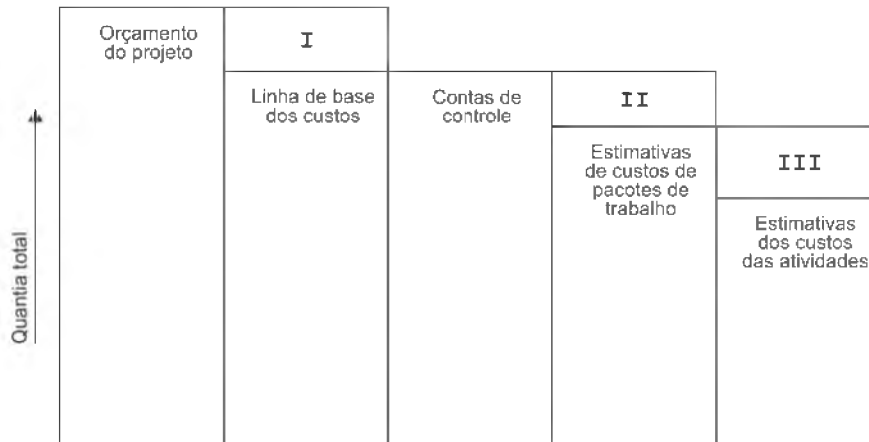 Orçamento
do projeto
I
Linha de base
dos custos
Contas de
controle
II
Estimativas
de custos de
pacotes de
trabalho
III
Estimativas
dos custos
das atividades
Quantia total